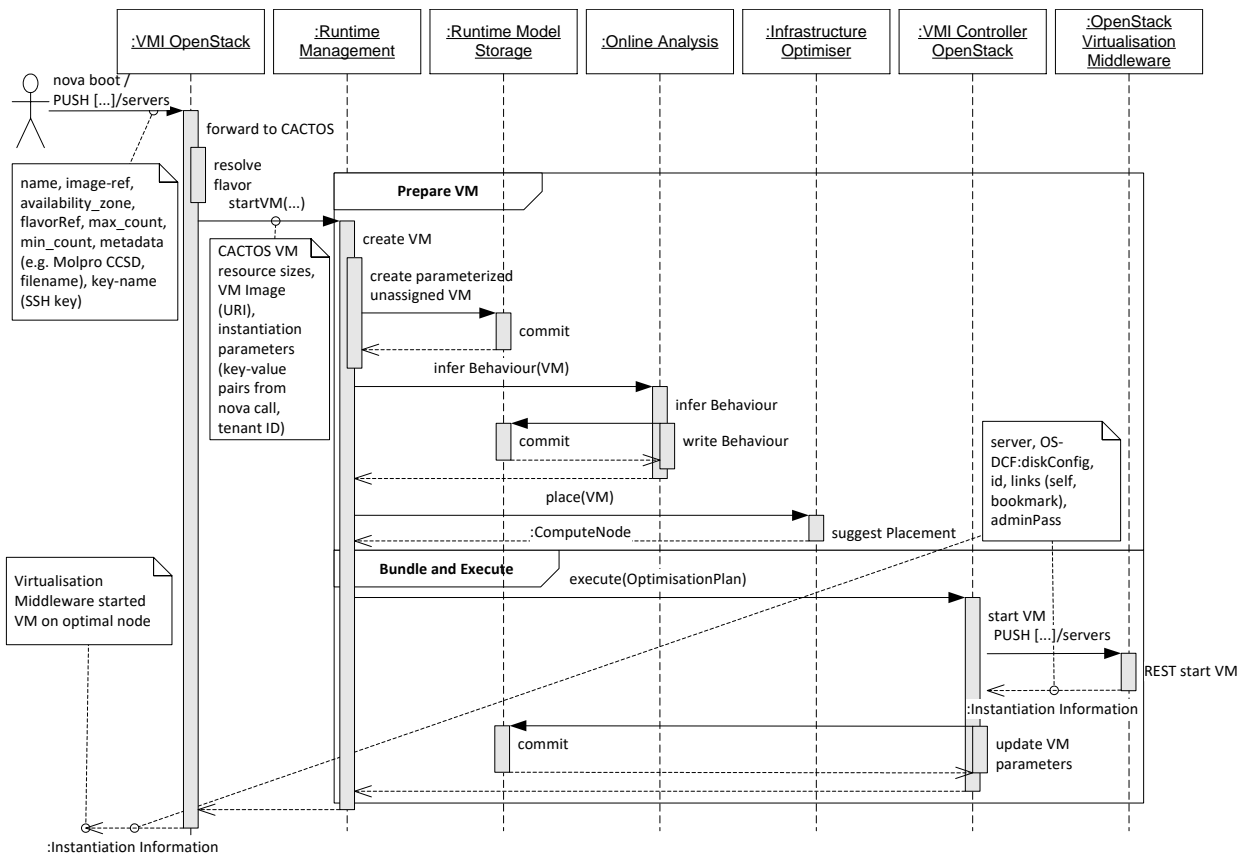 :VMI OpenStack
:Runtime
Management
:Runtime Model
Storage
:Online Analysis
:Infrastructure
Optimiser
:VMI Controller
OpenStack
:OpenStack
Virtualisation
Middleware
nova boot /
PUSH [...]/servers
forward to CACTOS
name, image-ref,
availability_zone,
flavorRef, max_count,
min_count, metadata
(e.g. Molpro CCSD,
filename), key-name
(SSH key)
resolve
flavor
startVM(...)
Prepare VM
CACTOS VM
resource sizes,
VM Image
(URI),
instantiation
parameters
(key-value
pairs from
nova call,
tenant ID)
create VM
create parameterized
unassigned VM
commit
infer Behaviour(VM)
infer Behaviour
commit
write Behaviour
server, OS-
DCF:diskConfig,
id, links (self,
bookmark),
adminPass
place(VM)
:ComputeNode
suggest Placement
Virtualisation
Middleware started
VM on optimal node
Bundle and Execute
execute(OptimisationPlan)
start VM
PUSH [...]/servers
REST start VM
:Instantiation Information
commit
update VM
parameters
:Instantiation Information